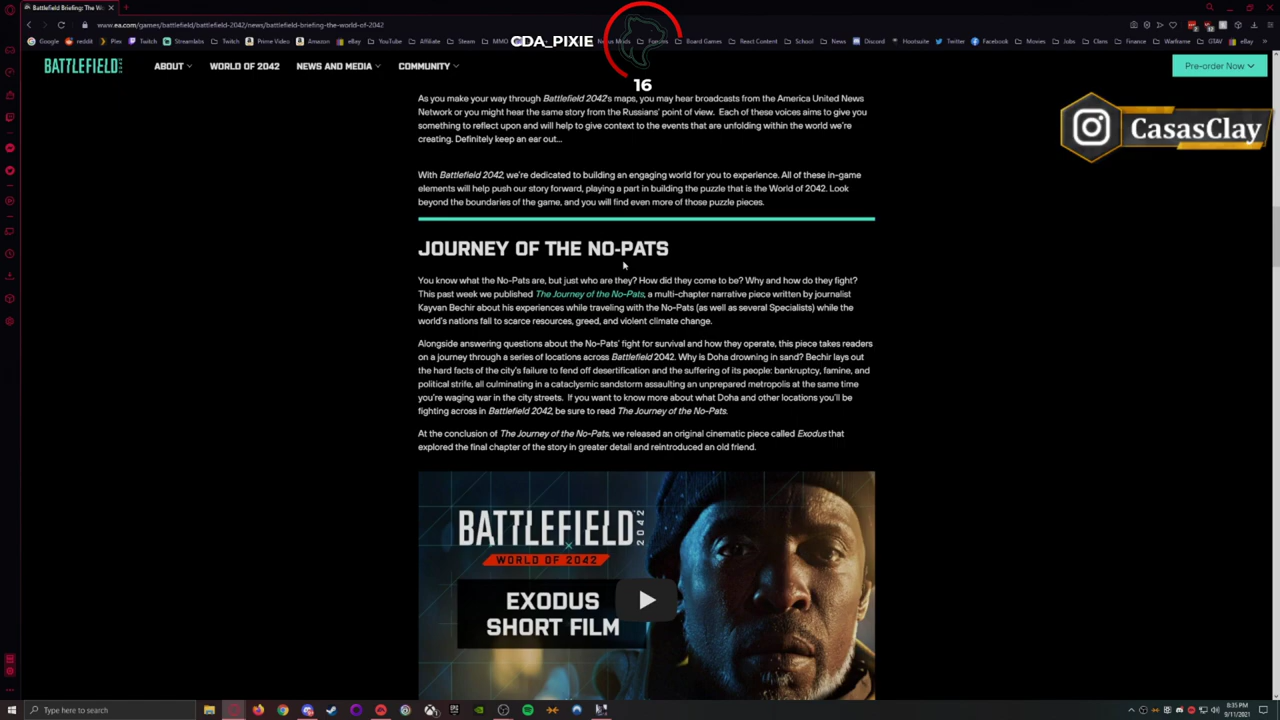 Battlefield Briefing: The Wo
www.ea.com/games/battlefield/battlefield-2042/news/battlefield-briefing-the-world-of-2042
Google reddit Plex Twitch Streamlabs Twitch Amazon Prime Video Amazon eBay YouTube Affiliate Steam MMO News Mods Forums Board Games React Content School News Discord Hootsuite Twitter Facebook Movies Clans Finance Warframe GTAV eBay
CDA_PIXIE
16
BATTLEFIELD 2042
ABOUT WORLD OF 2042 NEWS AND MEDIA COMMUNITY Pre-order Now
CasasClay
As you make your way through Battlefield 2042's maps, you may hear broadcasts from the America United News
Network or you might hear the same story from the Russians' point of view. Each of these voices aims to give you
something to reflect upon and will help to give context to the events that are unfolding within the world we're
creating. Definitely keep an ear out...
With Battlefield 2042, we're dedicated to building an engaging world for you to experience. All of these in-game
elements will help push our story forward, playing a part in building the puzzle that is the World of 2042. Look
beyond the boundaries of the game, and you will find even more of those puzzle pieces.
JOURNEY OF THE NO-PATS
You know what the No-Pats are, but just who are they? How did they come to be? Why and how do they fight?
This past week we published The Journey of the No-Pats, a multi-chapter narrative piece written by journalist
Kayvan Bechir about his experiences while traveling with the No-Pats (as well as several Specialists) while the
world's nations fall to scarce resources, greed, and violent climate change.
Alongside answering questions about the No-Pats' fight for survival and how they operate, this piece takes readers
on a journey through a series of locations across Battlefield 2042. Why is Doha drowning in sand? Bechir lays out
the hard facts of the city's failure to fend off desertification and the suffering of its people: bankruptcy, famine, and
political strife, all culminating in a cataclysmic sandstorm assaulting an unprepared metropolis at the same time
you're waging war in the city streets. If you want to know more about what Doha and other locations you'll be
fighting across in Battlefield 2042, be sure to read The Journey of the No-Pats.
At the conclusion of The Journey of the No-Pats, we released an original cinematic piece called Exodus that
explored the final chapter of the story in greater detail and reintroduced an old friend.
BATTLEFIELD 2042
WORLD OF 2042
EXODUS
SHORT FILM
Type here to search
8:35 PM
9/11/2021